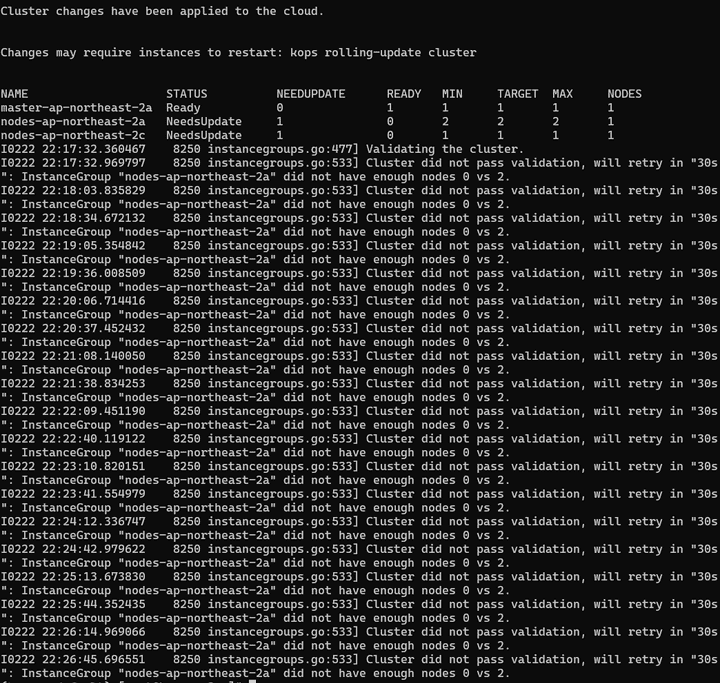 Cluster changes have been applied to the cloud.
Changes may require instances to restart: kops rolling-update cluster
NAME STATUS NEEDUPDATE READY MIN TARGET MAX NODES
master-ap-northeast-2a Ready 0 1 1 1 1 1
nodes-ap-northeast-2a NeedsUpdate 1 0 2 2 2 1
nodes-ap-northeast-2c NeedsUpdate 1 0 1 1 1 1
I0222 22:17:32.360467 8250 instancegroups.go:477] Validating the cluster.
I0222 22:17:32.969797 8250 instancegroups.go:533] Cluster did not pass validation, will retry in "30s
": InstanceGroup "nodes-ap-northeast-2a" did not have enough nodes 0 vs 2.
I0222 22:18:03.835829 8250 instancegroups.go:533] Cluster did not pass validation, will retry in "30s
": InstanceGroup "nodes-ap-northeast-2a" did not have enough nodes 0 vs 2.
I0222 22:18:34.672132 8250 instancegroups.go:533] Cluster did not pass validation, will retry in "30s
": InstanceGroup "nodes-ap-northeast-2a" did not have enough nodes 0 vs 2.
I0222 22:19:05.354842 8250 instancegroups.go:533] Cluster did not pass validation, will retry in "30s
": InstanceGroup "nodes-ap-northeast-2a" did not have enough nodes 0 vs 2.
I0222 22:19:36.008509 8250 instancegroups.go:533] Cluster did not pass validation, will retry in "30s
": InstanceGroup "nodes-ap-northeast-2a" did not have enough nodes 0 vs 2.
I0222 22:20:06.714416 8250 instancegroups.go:533] Cluster did not pass validation, will retry in "30s
": InstanceGroup "nodes-ap-northeast-2a" did not have enough nodes 0 vs 2.
I0222 22:20:37.452432 8250 instancegroups.go:533] Cluster did not pass validation, will retry in "30s
": InstanceGroup "nodes-ap-northeast-2a" did not have enough nodes 0 vs 2.
I0222 22:21:08.140050 8250 instancegroups.go:533] Cluster did not pass validation, will retry in "30s
": InstanceGroup "nodes-ap-northeast-2a" did not have enough nodes 0 vs 2.
I0222 22:21:38.834253 8250 instancegroups.go:533] Cluster did not pass validation, will retry in "30s
": InstanceGroup "nodes-ap-northeast-2a" did not have enough nodes 0 vs 2.
I0222 22:22:09.451190 8250 instancegroups.go:533] Cluster did not pass validation, will retry in "30s
": InstanceGroup "nodes-ap-northeast-2a" did not have enough nodes 0 vs 2.
I0222 22:22:40.119122 8250 instancegroups.go:533] Cluster did not pass validation, will retry in "30s
": InstanceGroup "nodes-ap-northeast-2a" did not have enough nodes 0 vs 2.
I0222 22:23:10.820151 8250 instancegroups.go:533] Cluster did not pass validation, will retry in "30s
": InstanceGroup "nodes-ap-northeast-2a" did not have enough nodes 0 vs 2.
I0222 22:23:41.554979 8250 instancegroups.go:533] Cluster did not pass validation, will retry in "30s
": InstanceGroup "nodes-ap-northeast-2a" did not have enough nodes 0 vs 2.
I0222 22:24:12.336747 8250 instancegroups.go:533] Cluster did not pass validation, will retry in "30s
": InstanceGroup "nodes-ap-northeast-2a" did not have enough nodes 0 vs 2.
I0222 22:24:42.979622 8250 instancegroups.go:533] Cluster did not pass validation, will retry in "30s
": InstanceGroup "nodes-ap-northeast-2a" did not have enough nodes 0 vs 2.
I0222 22:25:13.673830 8250 instancegroups.go:533] Cluster did not pass validation, will retry in "30s
": InstanceGroup "nodes-ap-northeast-2a" did not have enough nodes 0 vs 2.
I0222 22:25:44.352435 8250 instancegroups.go:533] Cluster did not pass validation, will retry in "30s
": InstanceGroup "nodes-ap-northeast-2a" did not have enough nodes 0 vs 2.
I0222 22:26:14.969066 8250 instancegroups.go:533] Cluster did not pass validation, will retry in "30s
": InstanceGroup "nodes-ap-northeast-2a" did not have enough nodes 0 vs 2.
I0222 22:26:45.696551 8250 instancegroups.go:533] Cluster did not pass validation, will retry in "30s
": InstanceGroup "nodes-ap-northeast-2a" did not have enough nodes 0 vs 2.